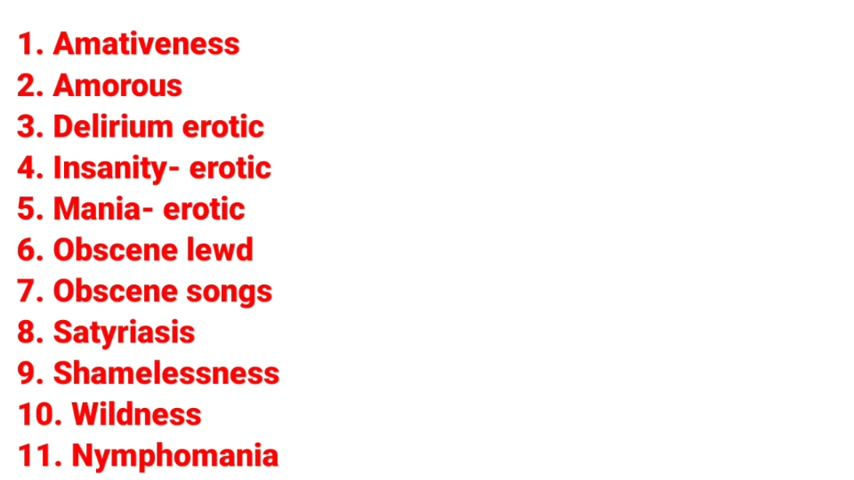 1. Amativeness
2. Amorous
3. Delirium erotic
4. Insanity- erotic
5. Mania- erotic
6. Obscene lewd
7. Obscene songs
8. Satyriasis
9. Shamelessness
10. Wildness
11. Nymphomania